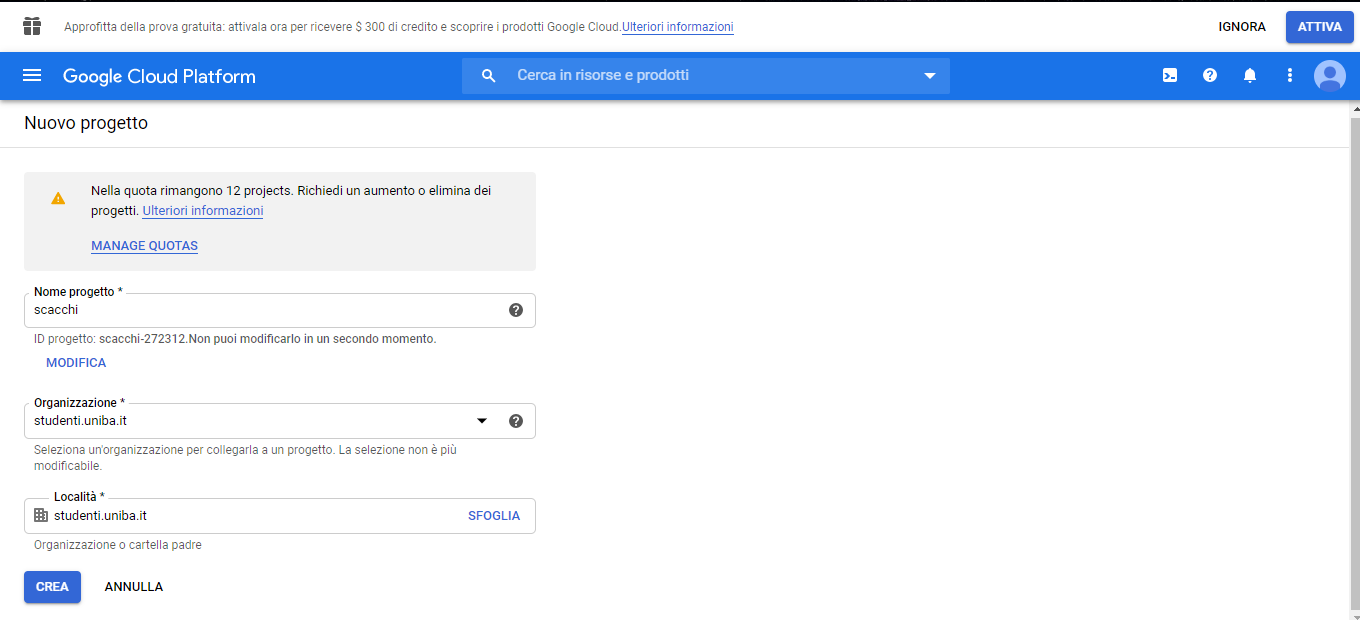 Approfitta della prova gratuita: attivala ora per ricevere $ 300 di credito e scoprire i prodotti Google Cloud.Ulteriori informazioni
IGNORA
ATTIVA
Google Cloud Platform
Cerca in risorse e prodotti
Nuovo progetto
Nella quota rimangono 12 projects. Richiedi un aumento o elimina dei
progetti. Ulteriori informazioni
MANAGE QUOTAS
Nome progetto *
scacchi
ID progetto: scacchi-272312.Non puoi modificarlo in un secondo momento.
MODIFICA
Organizzazione *
studenti.uniba.it
Seleziona un'organizzazione per collegarla a un progetto. La selezione non è più
modificabile.
Località *
studenti.uniba.it
SFOGLIA
Organizzazione o cartella padre
CREA
ANNULLA